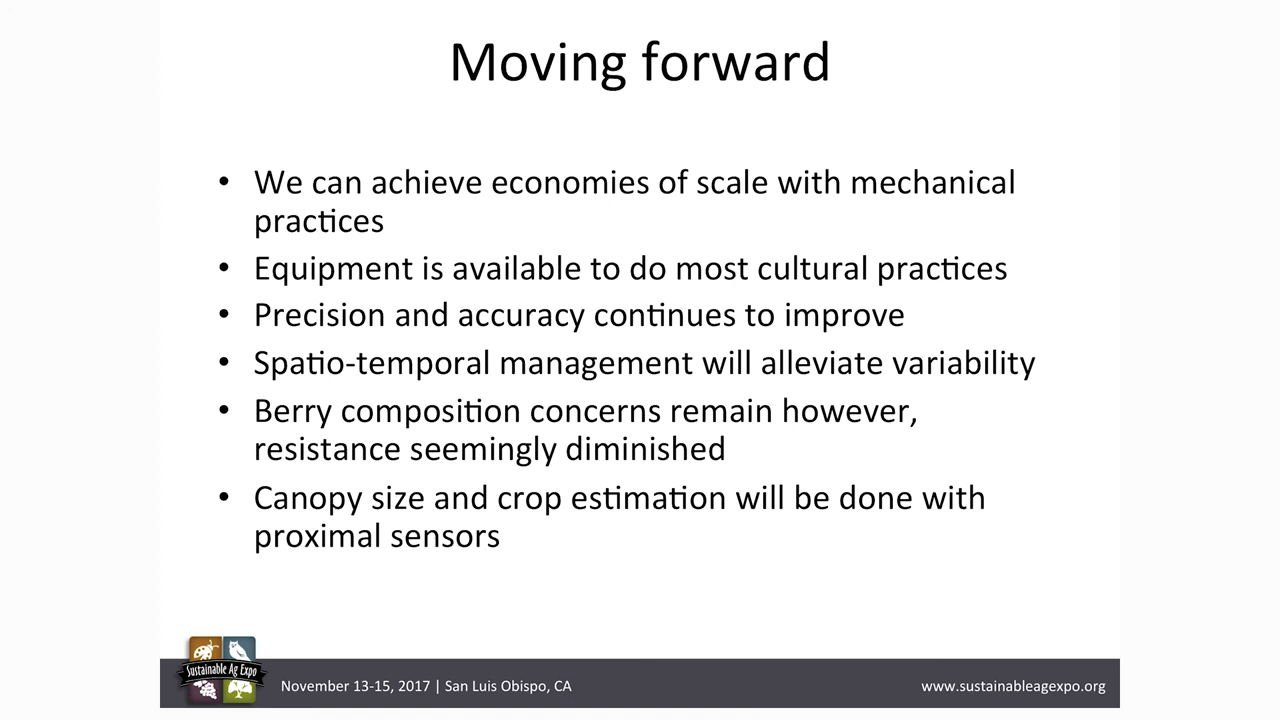 Moving forward
• We can achieve economies of scale with mechanical
practices
• Equipment is available to do most cultural practices
• Precision and accuracy continues to improve
• Spatio-temporal management will alleviate variability
• Berry composition concerns remain however,
resistance seemingly diminished
• Canopy size and crop estimation will be done with
proximal sensors
Sustainable Ag Expo
November 13-15, 2017 | San Luis Obispo, CA
www.sustainableagexpo.org